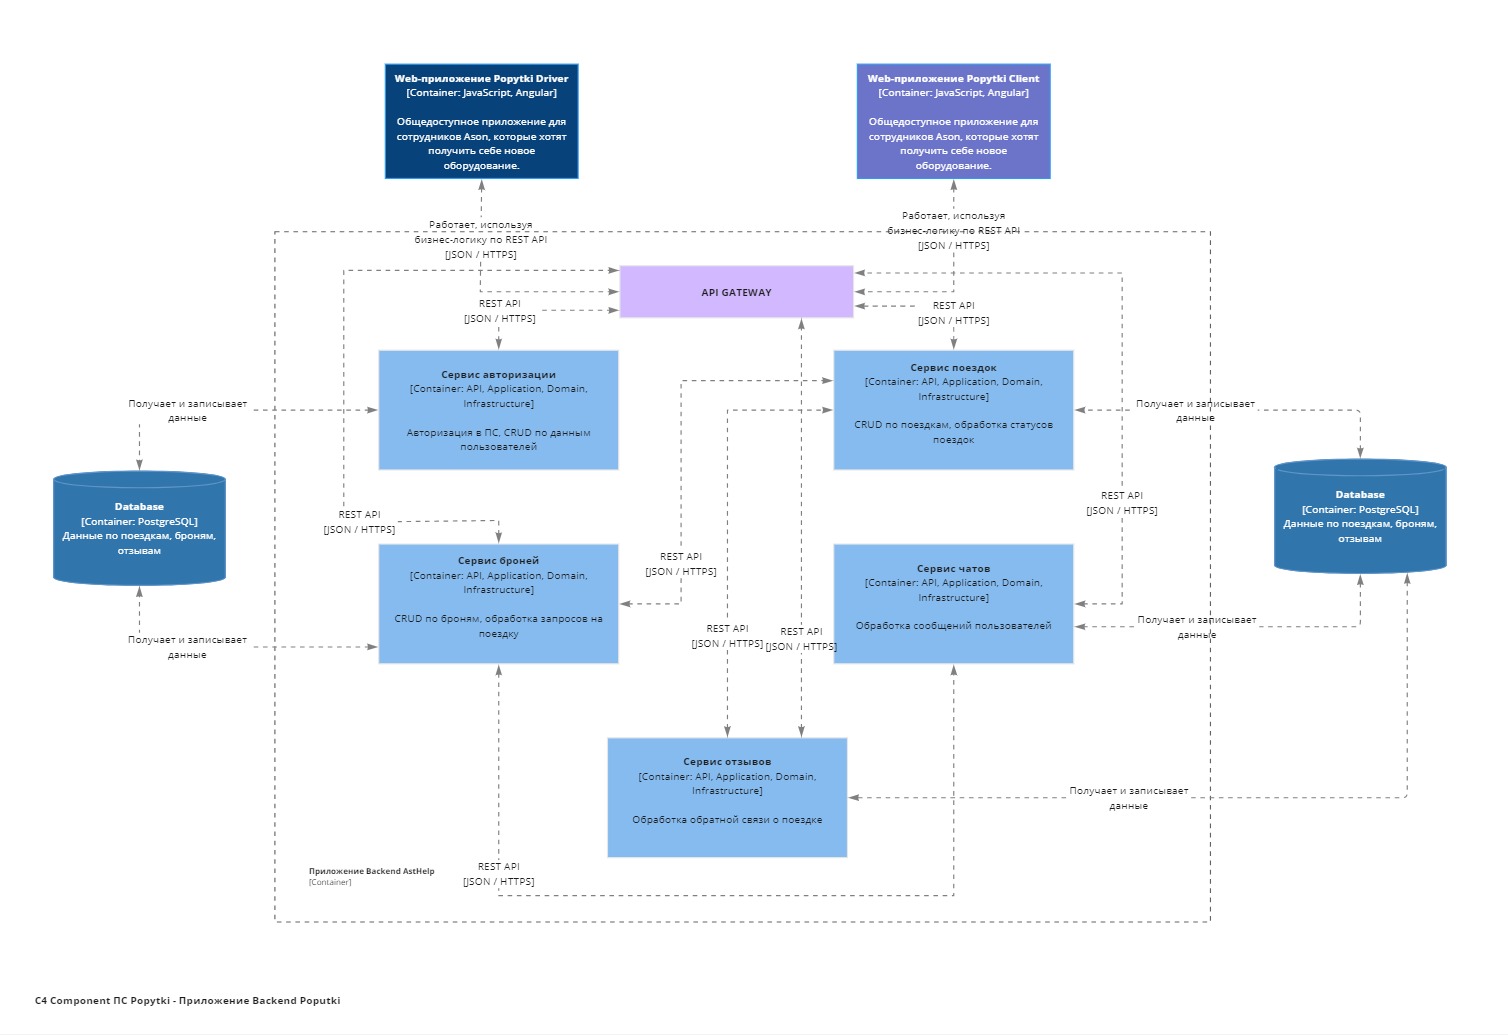 Web-приложение Popytki Driver
[Container: JavaScript, Angular]
Общедоступное приложение для
сотрудников Ason, которые хотят
получить себе новое
оборудование.
Web-приложение Popytki Client
[Container: JavaScript, Angular]
Общедоступное приложение для
сотрудников Ason, которые хотят
получить себе новое
оборудование.
Работает, используя
бизнес-логику по REST API
[JSON / HTTPS]
Работает, используя
бизнес-логику по REST API
[JSON / HTTPS]
API GATEWAY
REST API
[JSON / HTTPS]
REST API
[JSON / HTTPS]
Сервис авторизации
[Container: API, Application, Domain,
Infrastructure]
Авторизация в ПС, CRUD по данным
пользователей
Сервис поездок
[Container: API, Application, Domain,
Infrastructure]
CRUD по поездкам, обработка статусов
поездок
Получает и записывает
данные
Получает и записывает
данные
Database
[Container: PostgreSQL]
Данные по поездкам, броням,
отзывам
Database
[Container: PostgreSQL]
Данные по поездкам, броням,
отзывам
REST API
[JSON / HTTPS]
REST API
[JSON / HTTPS]
Сервис броней
[Container: API, Application, Domain,
Infrastructure]
CRUD по броням, обработка запросов на
поездку
REST API
[JSON / HTTPS]
Сервис чатов
[Container: API, Application, Domain,
Infrastructure]
Обработка сообщений пользователей
Получает и записывает
данные
REST API
[JSON / HTTPS]
REST API
[JSON / HTTPS]
Получает и записывает
данные
Сервис отзывов
[Container: API, Application, Domain,
Infrastructure]
Обработка обратной связи о поездке
Получает и записывает
данные
Приложение Backend AstHelp
[Container]
REST API
[JSON / HTTPS]
C4 Component ПС Popytki - Приложение Backend Poputki